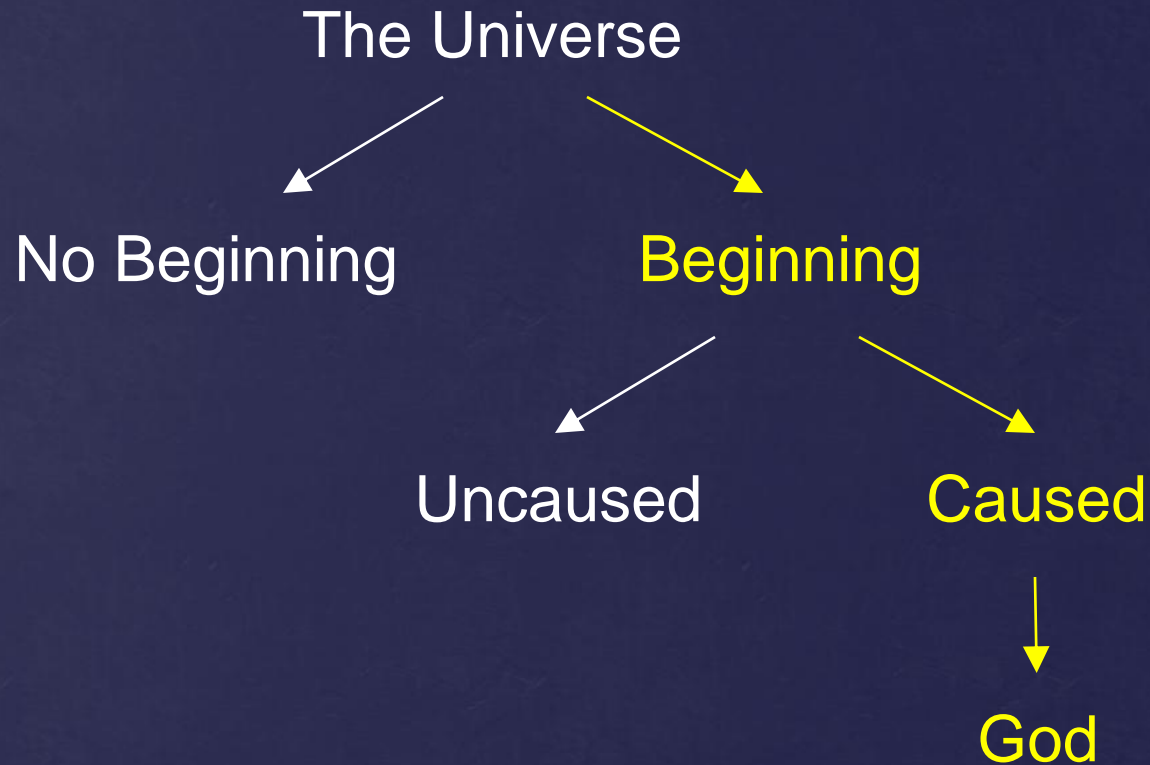 The Universe
No Beginning
Beginning
Uncaused
Caused
God